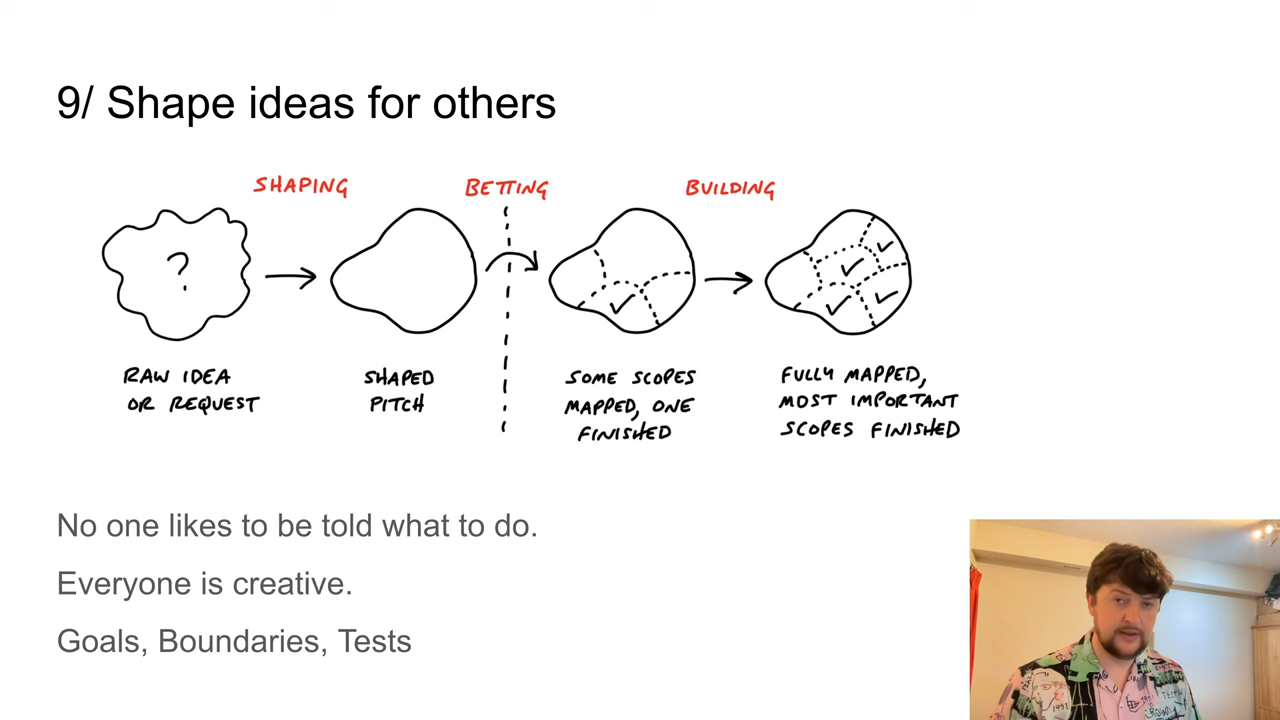 9/ Shape ideas for others
SHAPING
BETTING
BUILDING
?
RAW IDEA
OR REQUEST
SHAPED
PITCH
SOME SCOPES
MAPPED, ONE
FINISHED
FULLY MAPPED,
MOST IMPORTANT
SCOPES FINISHED
No one likes to be told what to do.
Everyone is creative.
Goals, Boundaries, Tests